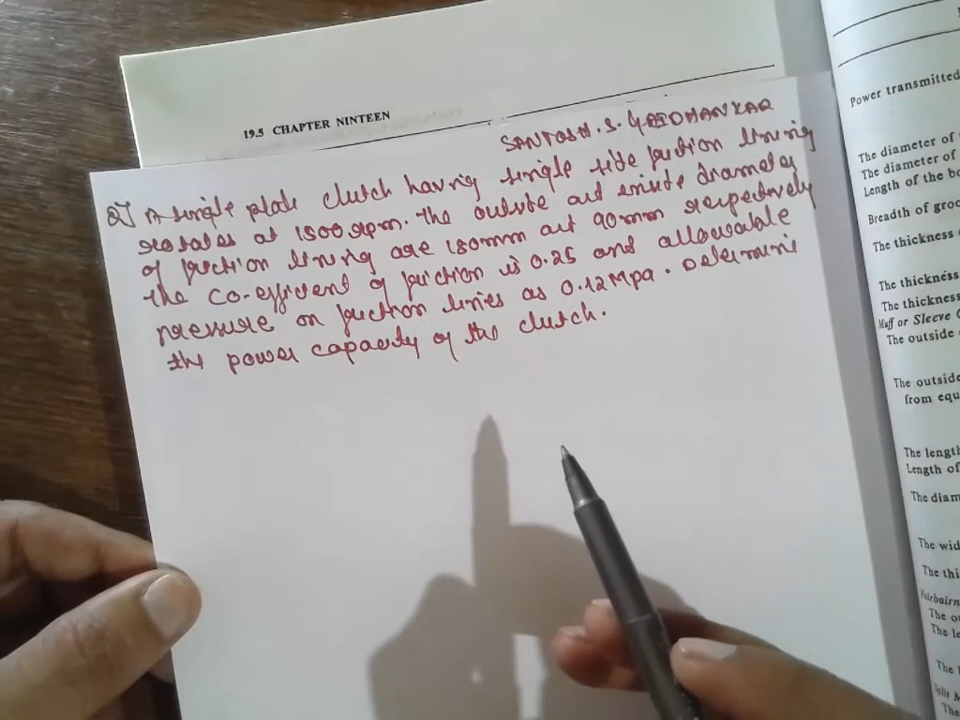 19.5 CHAPTER NINTEEN
SANTOSH. S. GARDHANKAR
Q] A single plate clutch having single side friction lining
rotates at 1500 rpm. The outside and inside diameter
of friction lining are 180mm and 90mm respectively
the co-efficient of friction is 0.25 and allowable
pressure on friction lining as 0.12Mpa. Determine
the power capacity of the clutch.
Power transmitted
The diameter of
The diameter of
Length of the bo
Breadth of groo
The thickness
The thickness
The thickness
Muff or Sleeve C
The outside
The outside
from equ
The length
Length of
The diam
The wid
The thi
Fairbairn
The o
The le
The
Split M
The